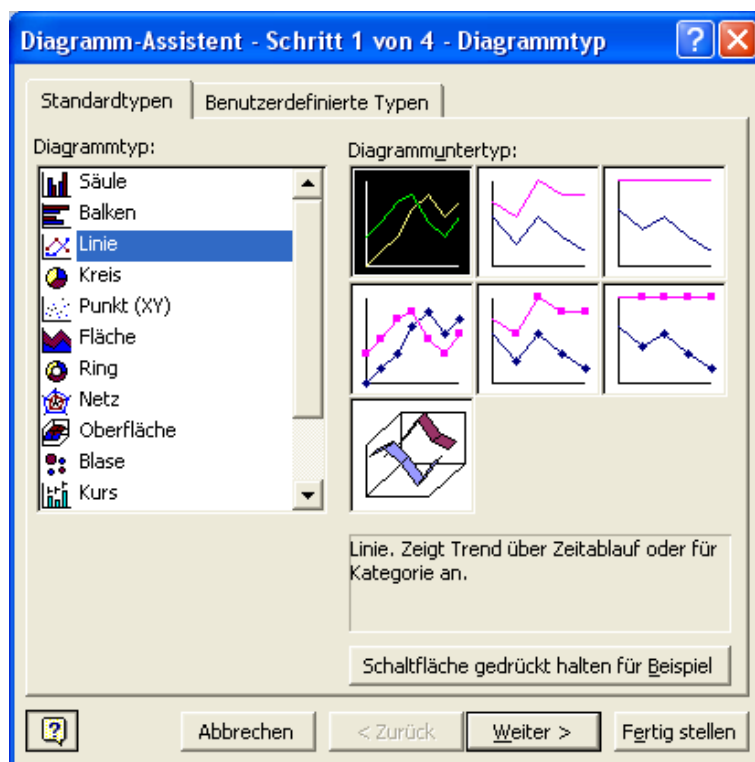 Diagramm-Assistent - Schritt 1 von 4 - Diagrammtyp
Standardtypen
Benutzerdefinierte Typen
Diagrammtyp:
Säule
Balken
Linie
Kreis
Punkt (XY)
Fläche
Ring
Netz
Oberfläche
Blase
Kurs
Diagrammuntertyp:
Linie. Zeigt Trend über Zeitablauf oder für
Kategorie an.
Schaltfläche gedrückt halten für Beispiel
Abbrechen
< Zurück
Weiter >
Fertig stellen